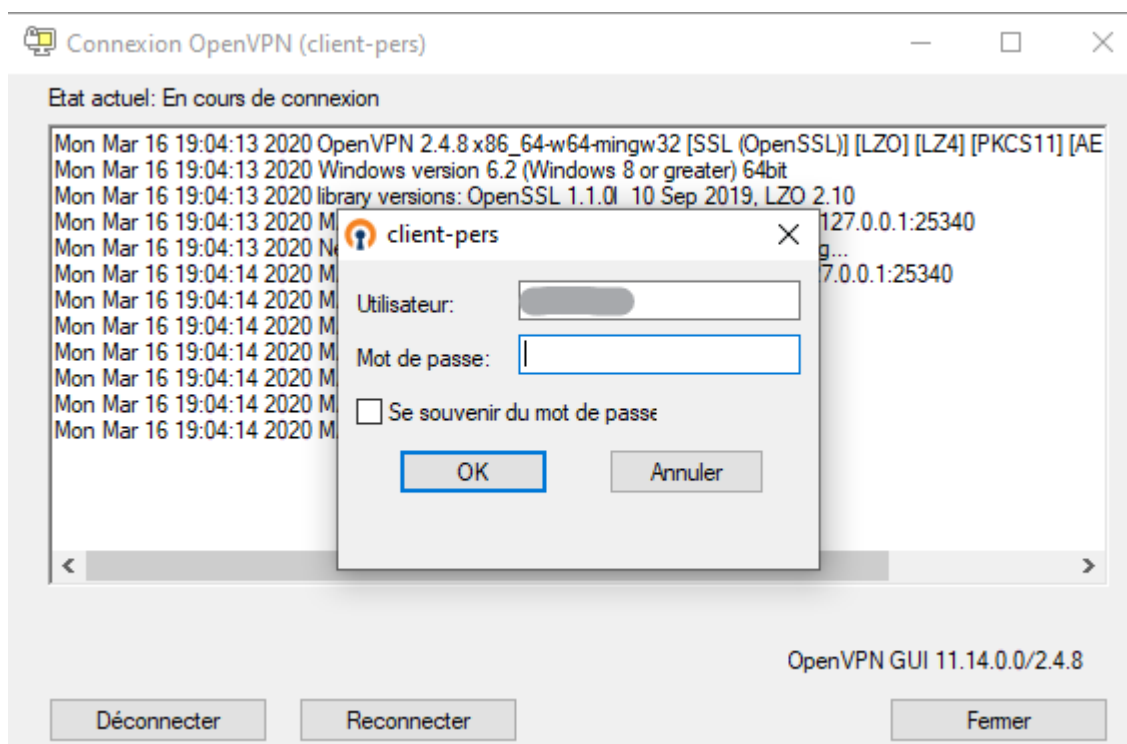 Connexion OpenVPN (client-pers)
Etat actuel: En cours de connexion
Mon Mar 16 19:04:13 2020 OpenVPN 2.4.8 x86_64-w64-mingw32 [SSL (OpenSSL)] [LZO] [LZ4] [PKCS11] [AE
Mon Mar 16 19:04:13 2020 Windows version 6.2 (Windows 8 or greater) 64bit
Mon Mar 16 19:04:13 2020 library versions: OpenSSL 1.1.0l 10 Sep 2019, LZO 2.10
Mon Mar 16 19:04:13 2020 M 127.0.0.1:25340
Mon Mar 16 19:04:13 2020 Ne g...
Mon Mar 16 19:04:14 2020 M 7.0.0.1:25340
Mon Mar 16 19:04:14 2020 M
Mon Mar 16 19:04:14 2020 M
Mon Mar 16 19:04:14 2020 M
Mon Mar 16 19:04:14 2020 M
Mon Mar 16 19:04:14 2020 M
Mon Mar 16 19:04:14 2020 M
client-pers
Utilisateur:
Mot de passe:
Se souvenir du mot de passe
OK Annuler
OpenVPN GUI 11.14.0.0/2.4.8
Déconnecter Reconnecter Fermer